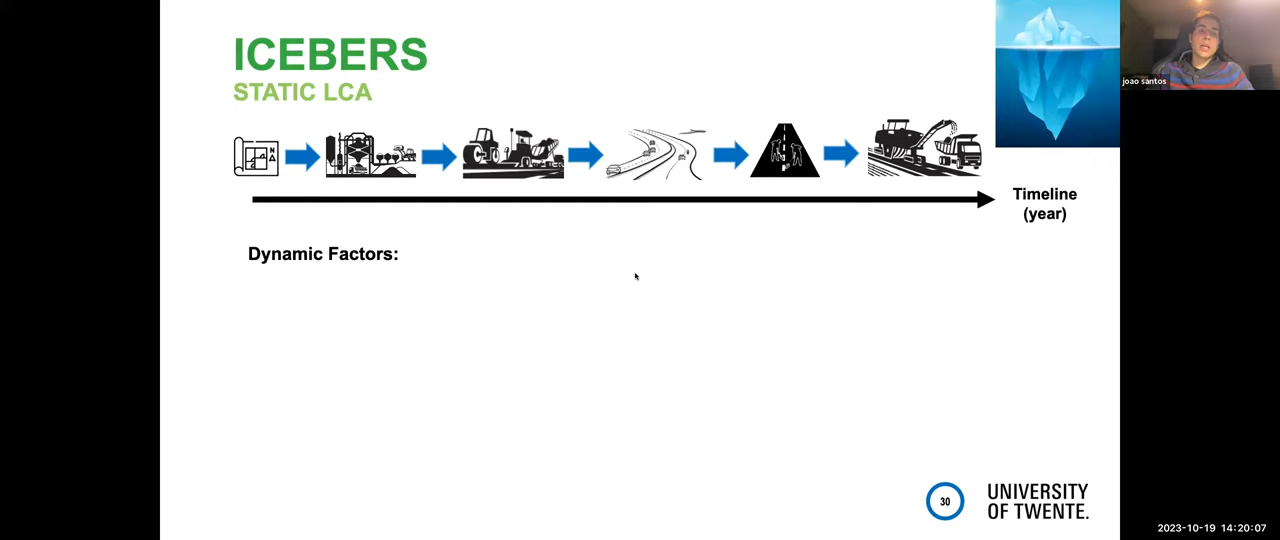 ICEBERS
STATIC LCA
joao santos
N
Timeline
(year)
Dynamic Factors:
30
UNIVERSITY
OF TWENTE.
2023-10-19 14:20:07